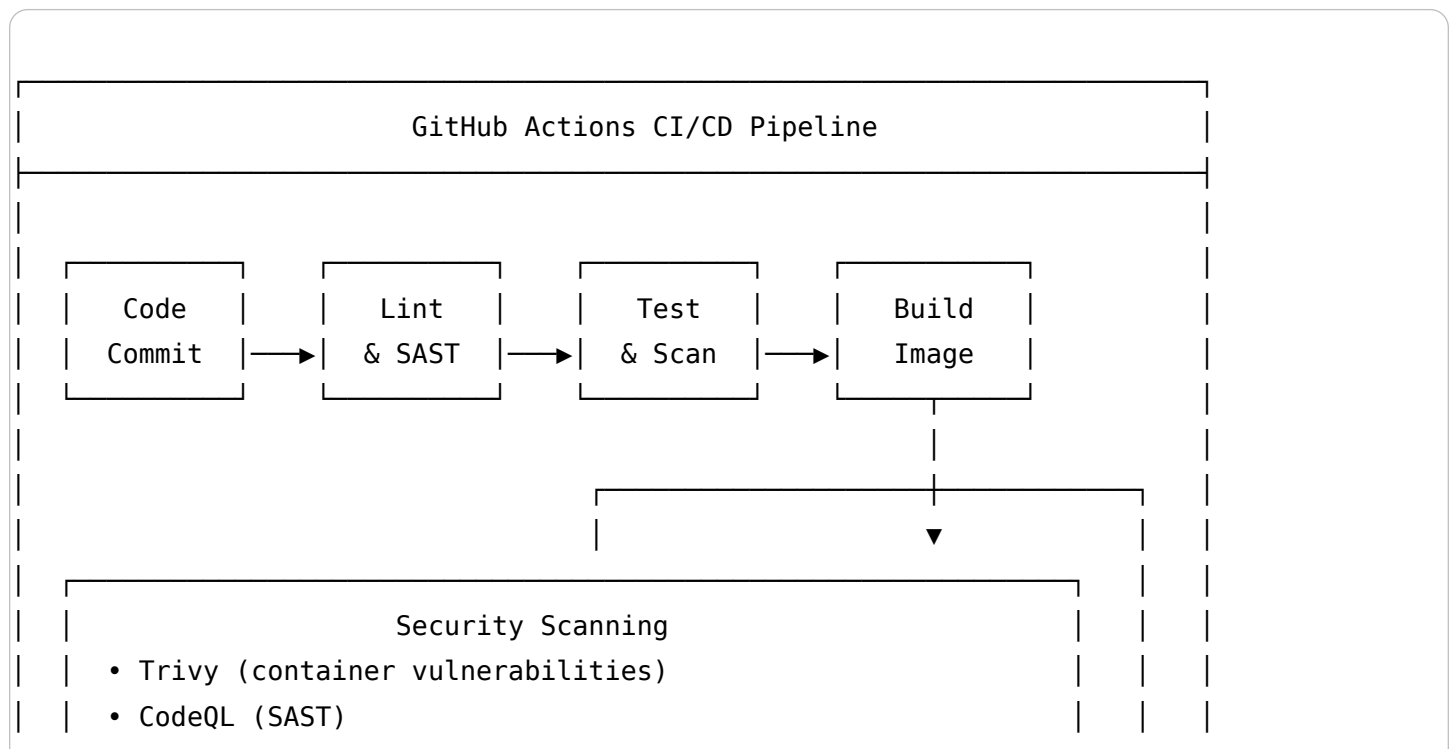 GitHub Actions CI/CD Pipeline
Code Lint Test Build
Commit & SAST & Scan Image
Security Scanning
• Trivy (container vulnerabilities)
• CodeQL (SAST)